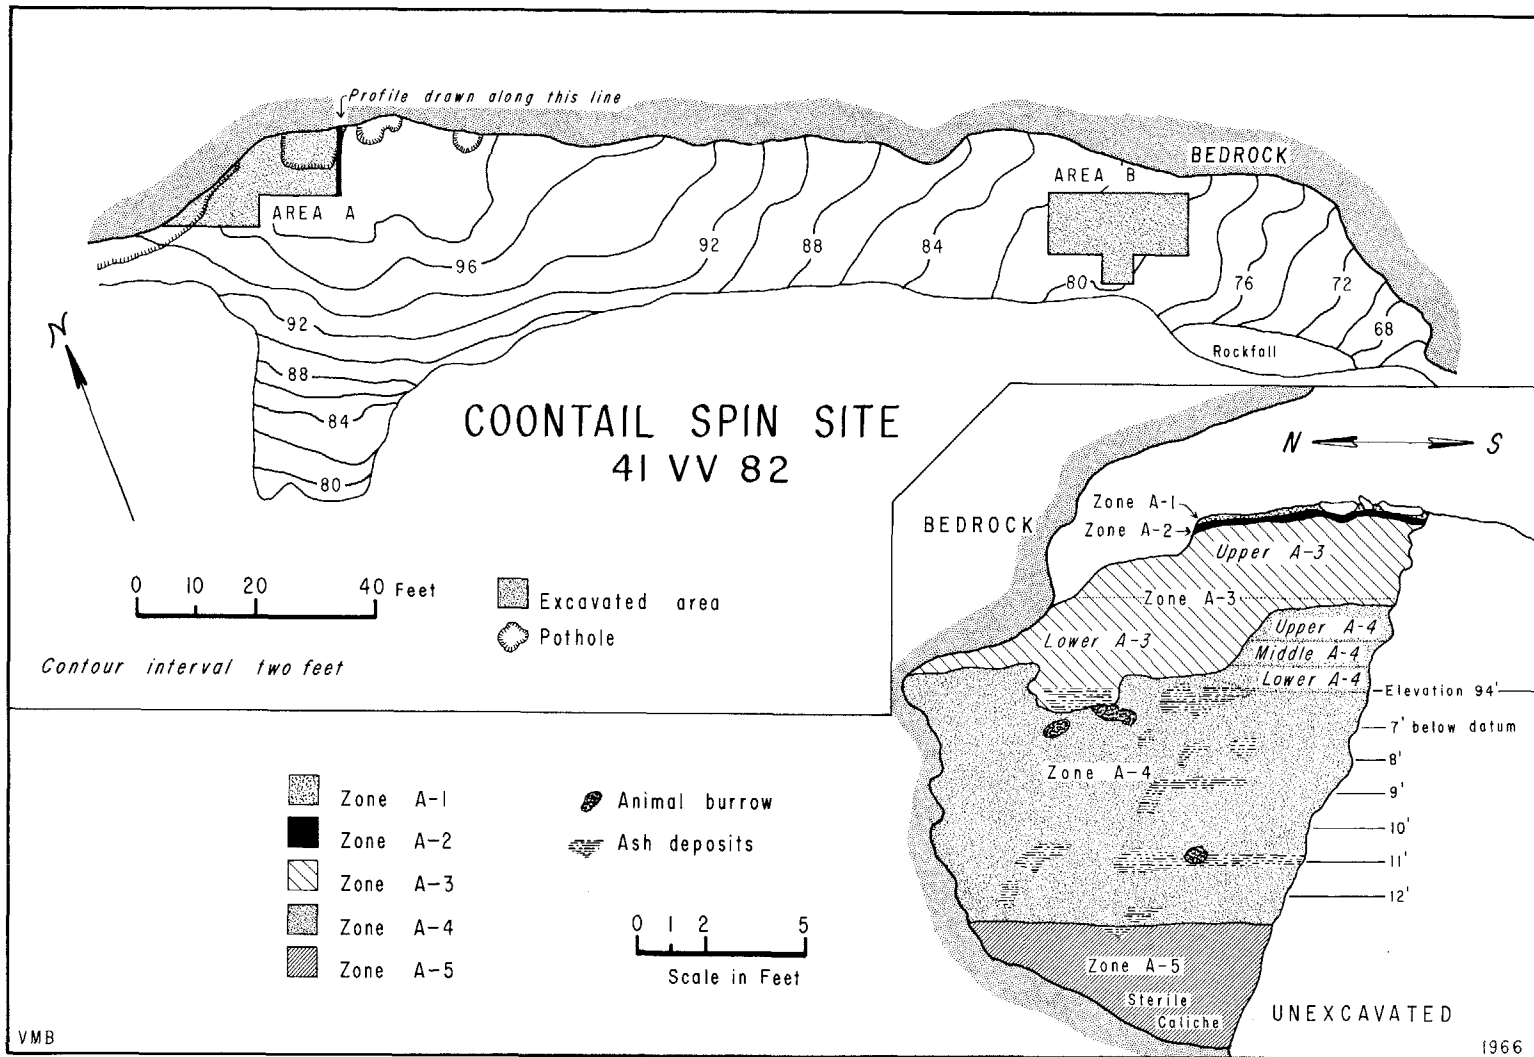 Profile drawn along this line
BEDROCK
AREA B
AREA A
96
92
88
84
80
76
72
68
Rockfall
92
88
84
80
N
COONTAIL SPIN SITE
41 VV 82
0 10 20 40 Feet
Contour interval two feet
Excavated area
Pothole
N S
BEDROCK
Zone A-1
Zone A-2
Upper A-3
Zone A-3
Lower A-3
Upper A-4
Middle A-4
Lower A-4
Elevation 94'
7' below datum
8'
9'
10'
11'
12'
Zone A-4
Zone A-5
Sterile
Caliche
UNEXCAVATED
Zone A-1
Zone A-2
Zone A-3
Zone A-4
Zone A-5
Animal burrow
Ash deposits
0 1 2 5
Scale in Feet
VMB
1966